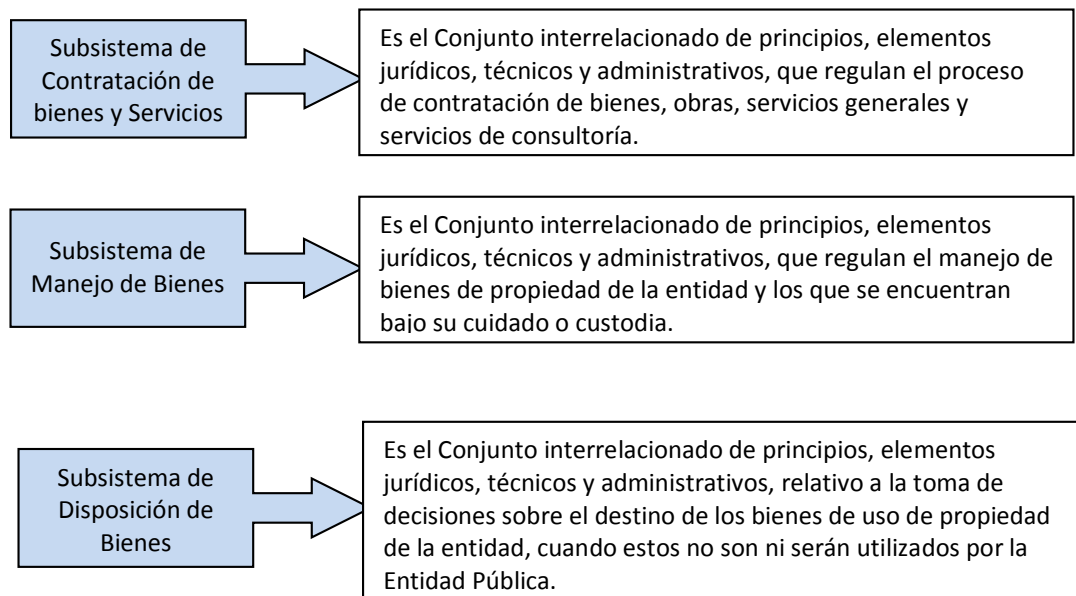 Subsistema de
Contratación de
bienes y Servicios
Es el Conjunto interrelacionado de principios, elementos
jurídicos, técnicos y administrativos, que regulan el proceso
de contratación de bienes, obras, servicios generales y
servicios de consultoría.
Subsistema de
Manejo de Bienes
Es el Conjunto interrelacionado de principios, elementos
jurídicos, técnicos y administrativos, que regulan el manejo de
bienes de propiedad de la entidad y los que se encuentran
bajo su cuidado o custodia.
Subsistema de
Disposición de
Bienes
Es el Conjunto interrelacionado de principios, elementos
jurídicos, técnicos y administrativos, relativo a la toma de
decisiones sobre el destino de los bienes de uso de propiedad
de la entidad, cuando estos no son ni serán utilizados por la
Entidad Pública.